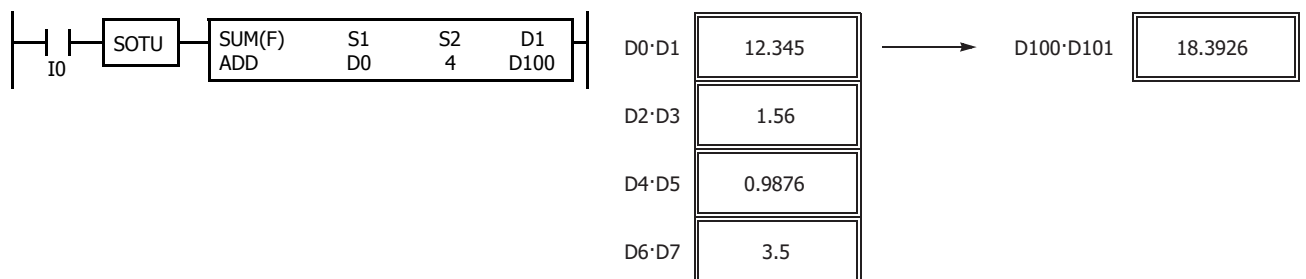 I0
SOTU
SUM(F) S1 S2 D1
ADD D0 4 D100
D0·D1 12.345 D100·D101 18.3926
D2·D3 1.56
D4·D5 0.9876
D6·D7 3.5